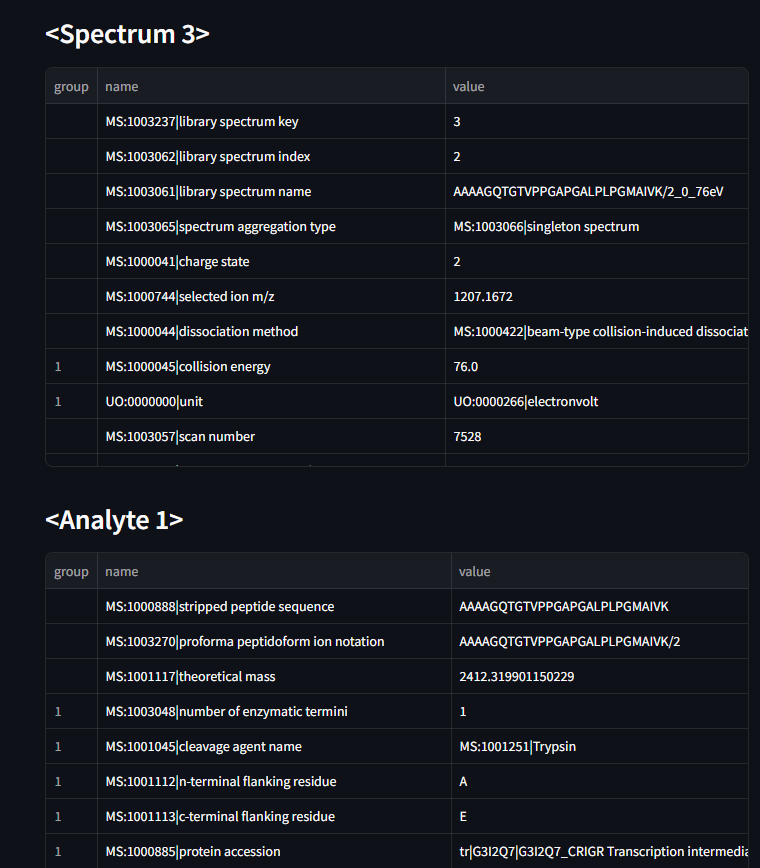 <Spectrum 3>
group name value
MS:1003237|library spectrum key 3
MS:1003062|library spectrum index 2
MS:1003061|library spectrum name AAAAGQTGTVPPGAPGALPLPGMAIVK/2_0_76eV
MS:1003065|spectrum aggregation type MS:1003066|singleton spectrum
MS:1000041|charge state 2
MS:1000744|selected ion m/z 1207.1672
MS:1000044|dissociation method MS:1000422|beam-type collision-induced dissociat
1 MS:1000045|collision energy 76.0
1 UO:0000000|unit UO:0000266|electronvolt
MS:1003057|scan number 7528
<Analyte 1>
group name value
MS:1000888|stripped peptide sequence AAAAGQTGTVPPGAPGALPLPGMAIVK
MS:1003270|proforma peptidoform ion notation AAAAGQTGTVPPGAPGALPLPGMAIVK/2
MS:1001117|theoretical mass 2412.319901150229
1 MS:1003048|number of enzymatic termini 1
1 MS:1001045|cleavage agent name MS:1001251|Trypsin
1 MS:1001112|n-terminal flanking residue A
1 MS:1001113|c-terminal flanking residue E
1 MS:1000885|protein accession tr|G3I2Q7|G3I2Q7_CRIGR Transcription intermedia